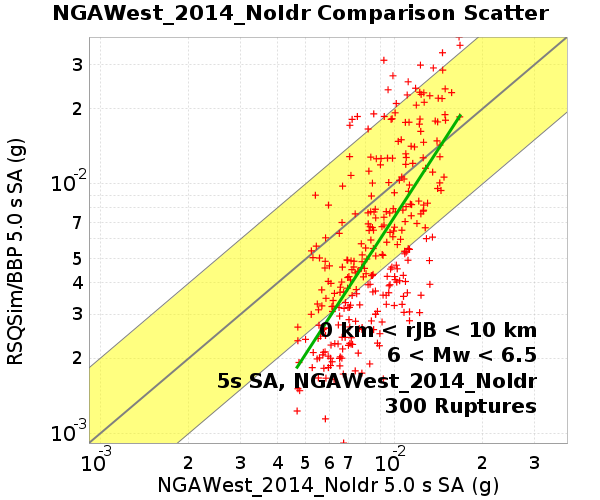 NGAWest_2014_NoIdr Comparison Scatter
RSQSim/BBP 5.0 s SA (g)
3
2
10-2
7
5
4
3
2
10-3
0 km < rJB < 10 km
6 < Mw < 6.5
5s SA, NGAWest_2014_NoIdr
300 Ruptures
10-3 2 3 4 5 6 7 10-2 2 3
NGAWest_2014_NoIdr 5.0 s SA (g)